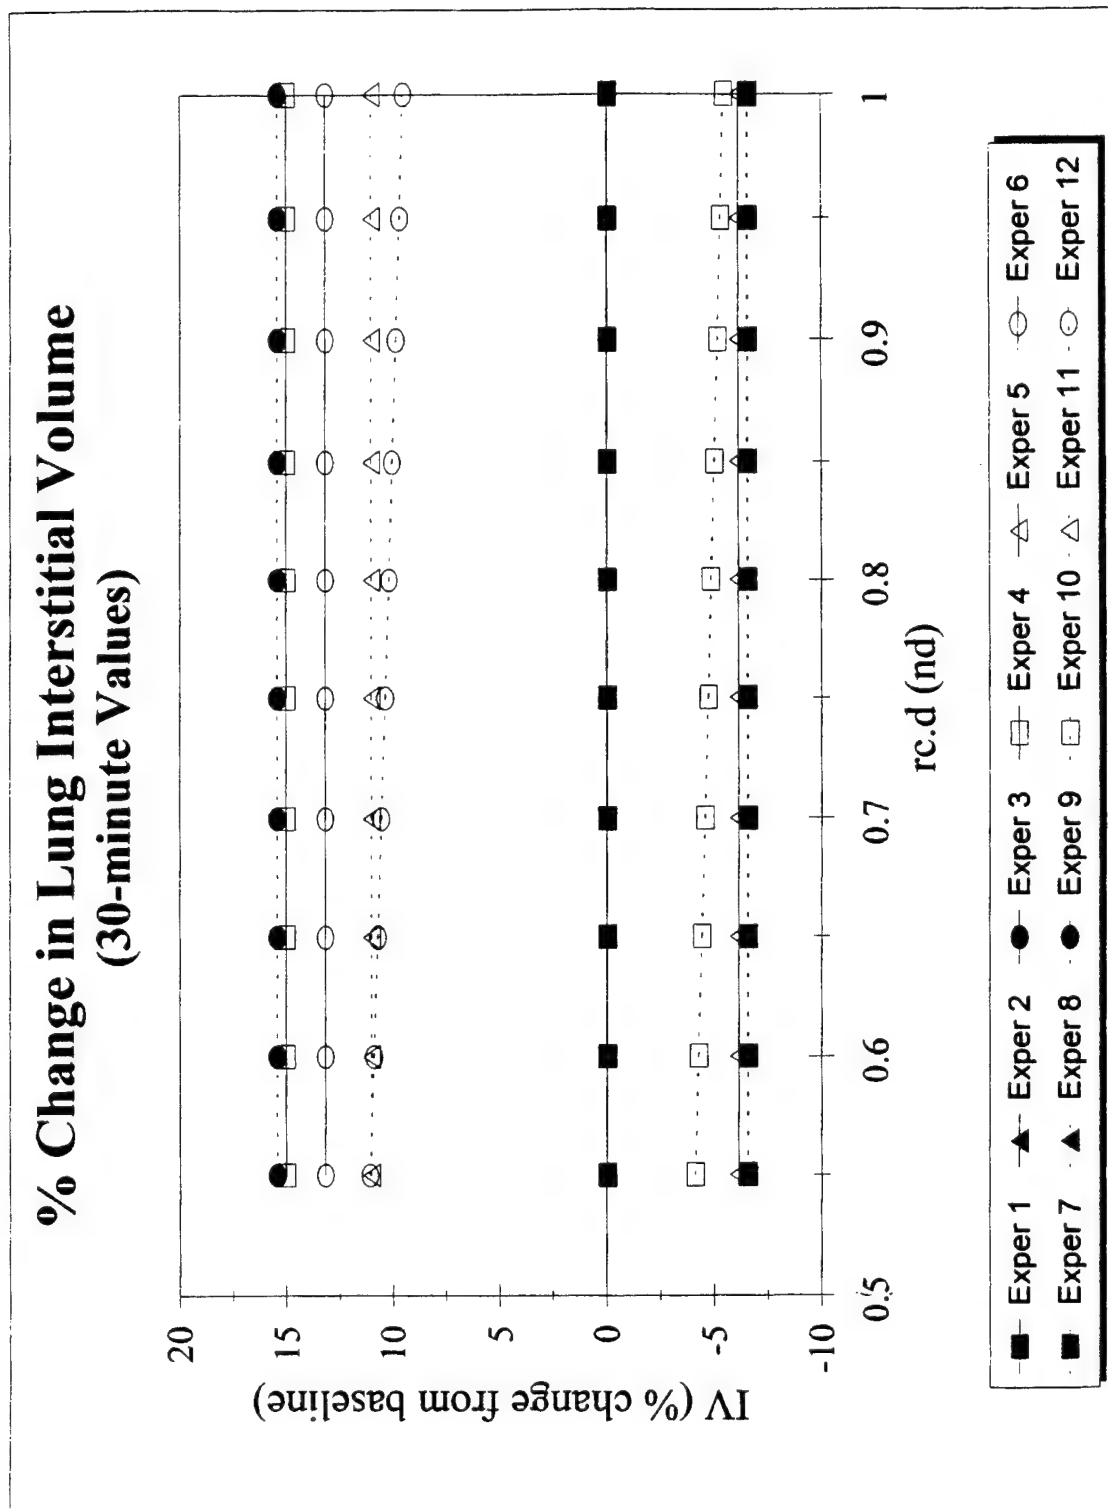 % Change in Lung Interstitial Volume
(30-minute Values)
20
15
10
5
0
-5
-10
IV (% change from baseline)
0.5
0.6
0.7
0.8
0.9
1
rc.d (nd)
Exper 1 Exper 2 Exper 3 Exper 4 Exper 5 Exper 6
Exper 7 Exper 8 Exper 9 Exper 10 Exper 11 Exper 12